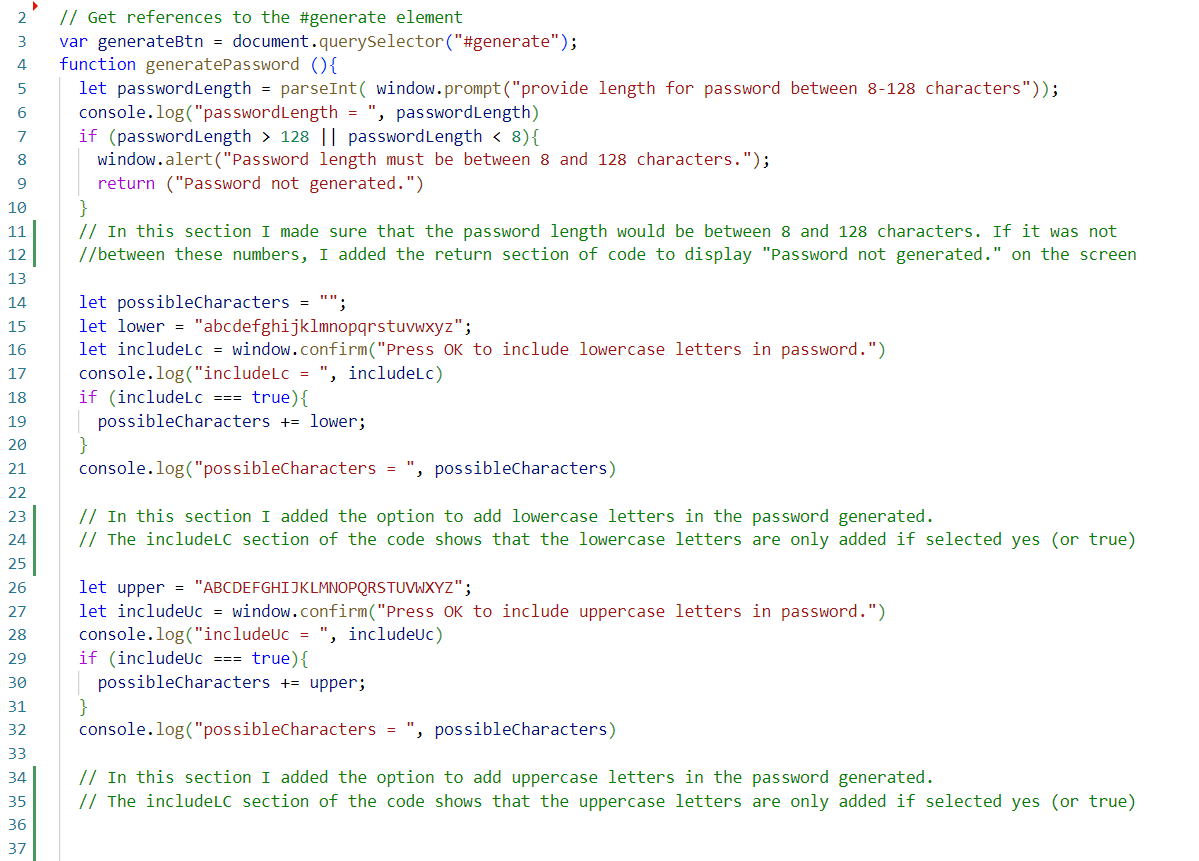 2 // Get references to the #generate element
3 var generateBtn = document.querySelector("#generate");
4 function generatePassword (){
5 let passwordLength = parseInt( window.prompt("provide length for password between 8-128 characters"));
6 console.log("passwordLength = ", passwordLength)
7 if (passwordLength > 128 || passwordLength < 8){
8 window.alert("Password length must be between 8 and 128 characters.");
9 return ("Password not generated.")
10 }
11 // In this section I made sure that the password length would be between 8 and 128 characters. If it was not
12 //between these numbers, I added the return section of code to display "Password not generated." on the screen
13
14 let possibleCharacters = "";
15 let lower = "abcdefghijklmnopqrstuvwxyz";
16 let includeLc = window.confirm("Press OK to include lowercase letters in password.")
17 console.log("includeLc = ", includeLc)
18 if (includeLc === true){
19 possibleCharacters += lower;
20 }
21 console.log("possibleCharacters = ", possibleCharacters)
22
23 // In this section I added the option to add lowercase letters in the password generated.
24 // The includeLC section of the code shows that the lowercase letters are only added if selected yes (or true)
25
26 let upper = "ABCDEFGHIJKLMNOPQRSTUVWXYZ";
27 let includeUc = window.confirm("Press OK to include uppercase letters in password.")
28 console.log("includeUc = ", includeUc)
29 if (includeUc === true){
30 possibleCharacters += upper;
31 }
32 console.log("possibleCharacters = ", possibleCharacters)
33
34 // In this section I added the option to add uppercase letters in the password generated.
35 // The includeLC section of the code shows that the uppercase letters are only added if selected yes (or true)
36
37